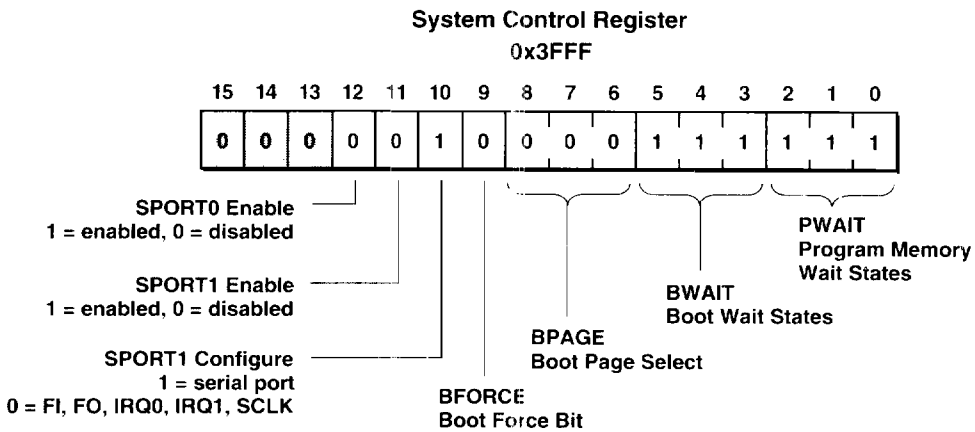 System Control Register
0x3FFF
15 14 13 12 11 10 9 8 7 6 5 4 3 2 1 0
0 0 0 0 0 1 0 0 0 0 1 1 1 1 1 1
SPORT0 Enable
1 = enabled, 0 = disabled
SPORT1 Enable
1 = enabled, 0 = disabled
SPORT1 Configure
1 = serial port
0 = FI, FO, IRQ0, IRQ1, SCLK
BFORCE
Boot Force Bit
BPAGE
Boot Page Select
BWAIT
Boot Wait States
PWAIT
Program Memory
Wait States